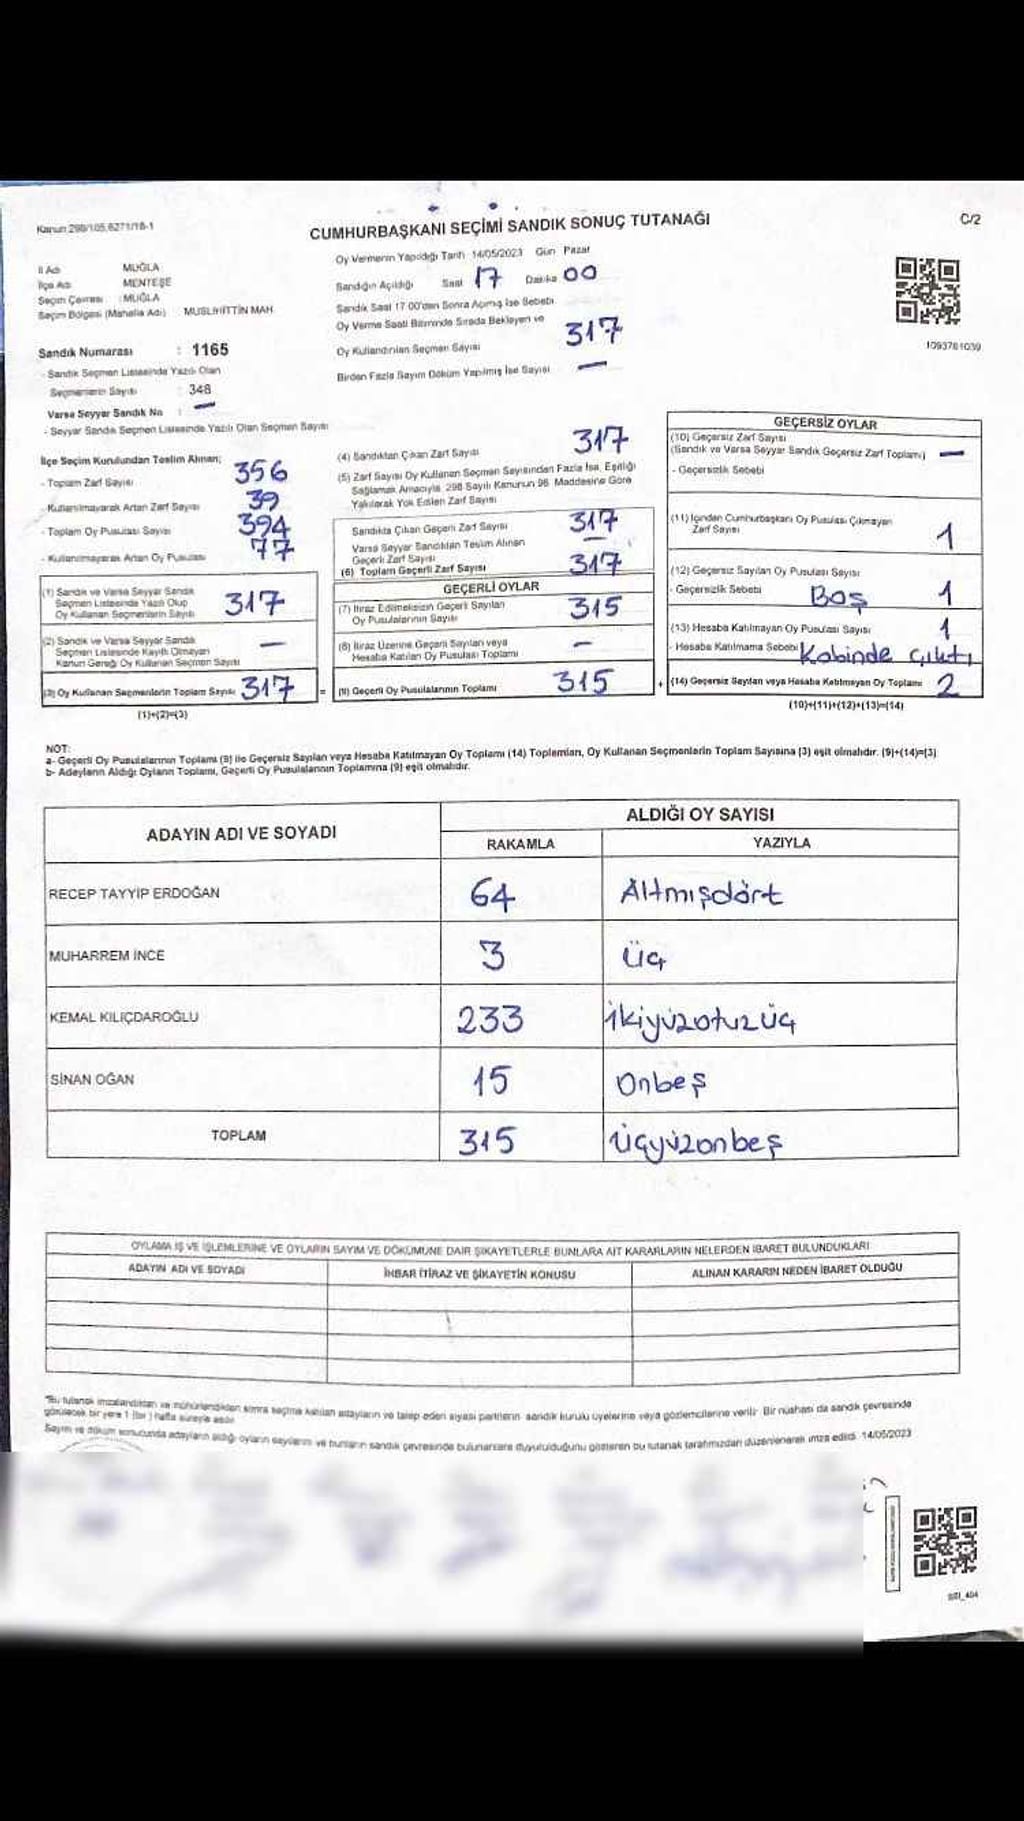 Kanun 298/105,6271/18-1
CUMHURBAŞKANI SEÇİMİ SANDIK SONUÇ TUTANAĞI
C/2
İl Adı MUĞLA
İlçe Adı MENTEŞE
Seçim Çevresi : MUĞLA
Seçim Bölgesi (Mahalle Adı) MUSLİHİTTİN MAH
Oy Vermenin Yapıldığı Tarih 14/05/2023 Gün Pazar
Sandığın Açıldığı Saat 17 Dakika 00
Sandık Saat 17.00'den Sonra Açılmış İse Sebebi
Oy Verme Saati Bitiminde Sırada Bekleyen ve
Oy Kullandırılan Seçmen Sayısı 317
Birden Fazla Sayım Döküm Yapılmış İse Sayısı —
1093781039
Sandık Numarası : 1165
- Sandık Seçmen Listesinde Yazılı Olan
Seçmenlerin Sayısı : 348
Varsa Seyyar Sandık No : —
- Seyyar Sandık Seçmen Listesinde Yazılı Olan Seçmen Sayısı
İlçe Seçim Kurulundan Teslim Alınan;
- Toplam Zarf Sayısı 356
- Kullanılmayarak Artan Zarf Sayısı 39
- Toplam Oy Pusulası Sayısı 394
- Kullanılmayarak Artan Oy Pusulası 77
(1) Sandık ve Varsa Seyyar Sandık
Seçmen Listesinde Yazılı Olup
Oy Kullanan Seçmenlerin Sayısı 317
(2) Sandık ve Varsa Seyyar Sandık
Seçmen Listesinde Kayıtlı Olmayan
Kanun Gereği Oy Kullanan Seçmen Sayısı —
(3) Oy Kullanan Seçmenlerin Toplam Sayısı 317
(1)+(2)=(3)
(4) Sandıktan Çıkan Zarf Sayısı 317
(5) Zarf Sayısı Oy Kullanan Seçmen Sayısından Fazla İse, Eşitliği
Sağlamak Amacıyla 298 Sayılı Kanunun 98. Maddesine Göre
Yakılarak Yok Edilen Zarf Sayısı
Sandıkta Çıkan Geçerli Zarf Sayısı 317
Varsa Seyyar Sandıktan Teslim Alınan
Geçerli Zarf Sayısı —
(6) Toplam Geçerli Zarf Sayısı 317
GEÇERLİ OYLAR
(7) İtiraz Edilmeksizin Geçerli Sayılan
Oy Pusulalarının Sayısı 315
(8) İtiraz Üzerine Geçerli Sayılan veya
Hesaba Katılan Oy Pusulası Toplamı —
= (9) Geçerli Oy Pusulalarının Toplamı 315
GEÇERSİZ OYLAR
(10) Geçersiz Zarf Sayısı
(Sandık ve Varsa Seyyar Sandık Geçersiz Zarf Toplamı) —
- Geçersizlik Sebebi
(11) İçinden Cumhurbaşkanı Oy Pusulası Çıkmayan
Zarf Sayısı 1
(12) Geçersiz Sayılan Oy Pusulası Sayısı
- Geçersizlik Sebebi Boş 1
(13) Hesaba Katılmayan Oy Pusulası Sayısı 1
- Hesaba Katılmama Sebebi Kabinde çıktı
+ (14) Geçersiz Sayılan veya Hesaba Katılmayan Oy Toplamı 2
(10)+(11)+(12)+(13)=(14)
NOT:
a- Geçerli Oy Pusulalarının Toplamı (9) ile Geçersiz Sayılan veya Hesaba Katılmayan Oy Toplamı (14) Toplamları, Oy Kullanan Seçmenlerin Toplam Sayısına (3) eşit olmalıdır. (9)+(14)=(3)
b- Adayların Aldığı Oyların Toplamı, Geçerli Oy Pusulalarının Toplamına (9) eşit olmalıdır.
ADAYIN ADI VE SOYADI
ALDIĞI OY SAYISI
RAKAMLA YAZIYLA
RECEP TAYYİP ERDOĞAN 64 Altmışdört
MUHARREM İNCE 3 üç
KEMAL KILIÇDAROĞLU 233 ikiyüzotuzüç
SİNAN OĞAN 15 Onbeş
TOPLAM 315 üçyüzonbeş
OYLAMA İŞ VE İŞLEMLERİNE VE OYLARIN SAYIM VE DÖKÜMÜNE DAİR ŞİKAYETLERLE BUNLARA AİT KARARLARIN NELERDEN İBARET BULUNDUKLARI
ADAYIN ADI VE SOYADI İHBAR İTİRAZ VE ŞİKAYETİN KONUSU ALINAN KARARIN NEDEN İBARET OLDUĞU
*Bu tutanak imzalandıktan ve mühürlendikten sonra seçime katılan adayların ve talep eden siyasi partilerin sandık kurulu üyelerine veya gözlemcilerine verilir. Bir nüshası da sandık çevresinde
görülecek bir yere 1 (bir) hafta süreyle asılır.
Sayım ve döküm sonucunda adayların aldığı oyların sayılarını ve bunların sandık çevresinde bulunanlara duyurulduğunu gösteren bu tutanak tarafımızdan düzenlenerek imza edildi. 14/05/2023